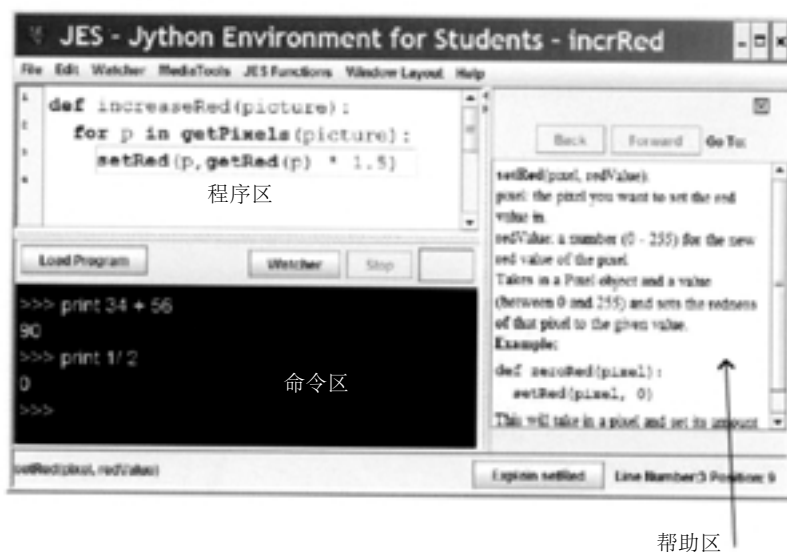 JES - Jython Environment for Students - incrRed
File Edit Watcher MediaTools JES Functions Window Layout Help
1 def increaseRed(picture):
2 for p in getPixels(picture):
3 setRed(p,getRed(p) * 1.5)
4
程序区
Load Program Watcher Stop
>>> print 34 + 56
90
>>> print 1/ 2
0
>>>
命令区
Back Forward Go To:
setRed(pixel, redValue):
pixel: the pixel you want to set the red
value in.
redValue: a number (0 - 255) for the new
red value of the pixel
Takes in a Pixel object and a value
(between 0 and 255) and sets the redness
of that pixel to the given value.
Example:
def zeroRed(pixel):
setRed(pixel, 0)
This will take in a pixel and set its amount
setRed(pixel, redValue) Explain setRed Line Number:3 Position: 9
帮助区